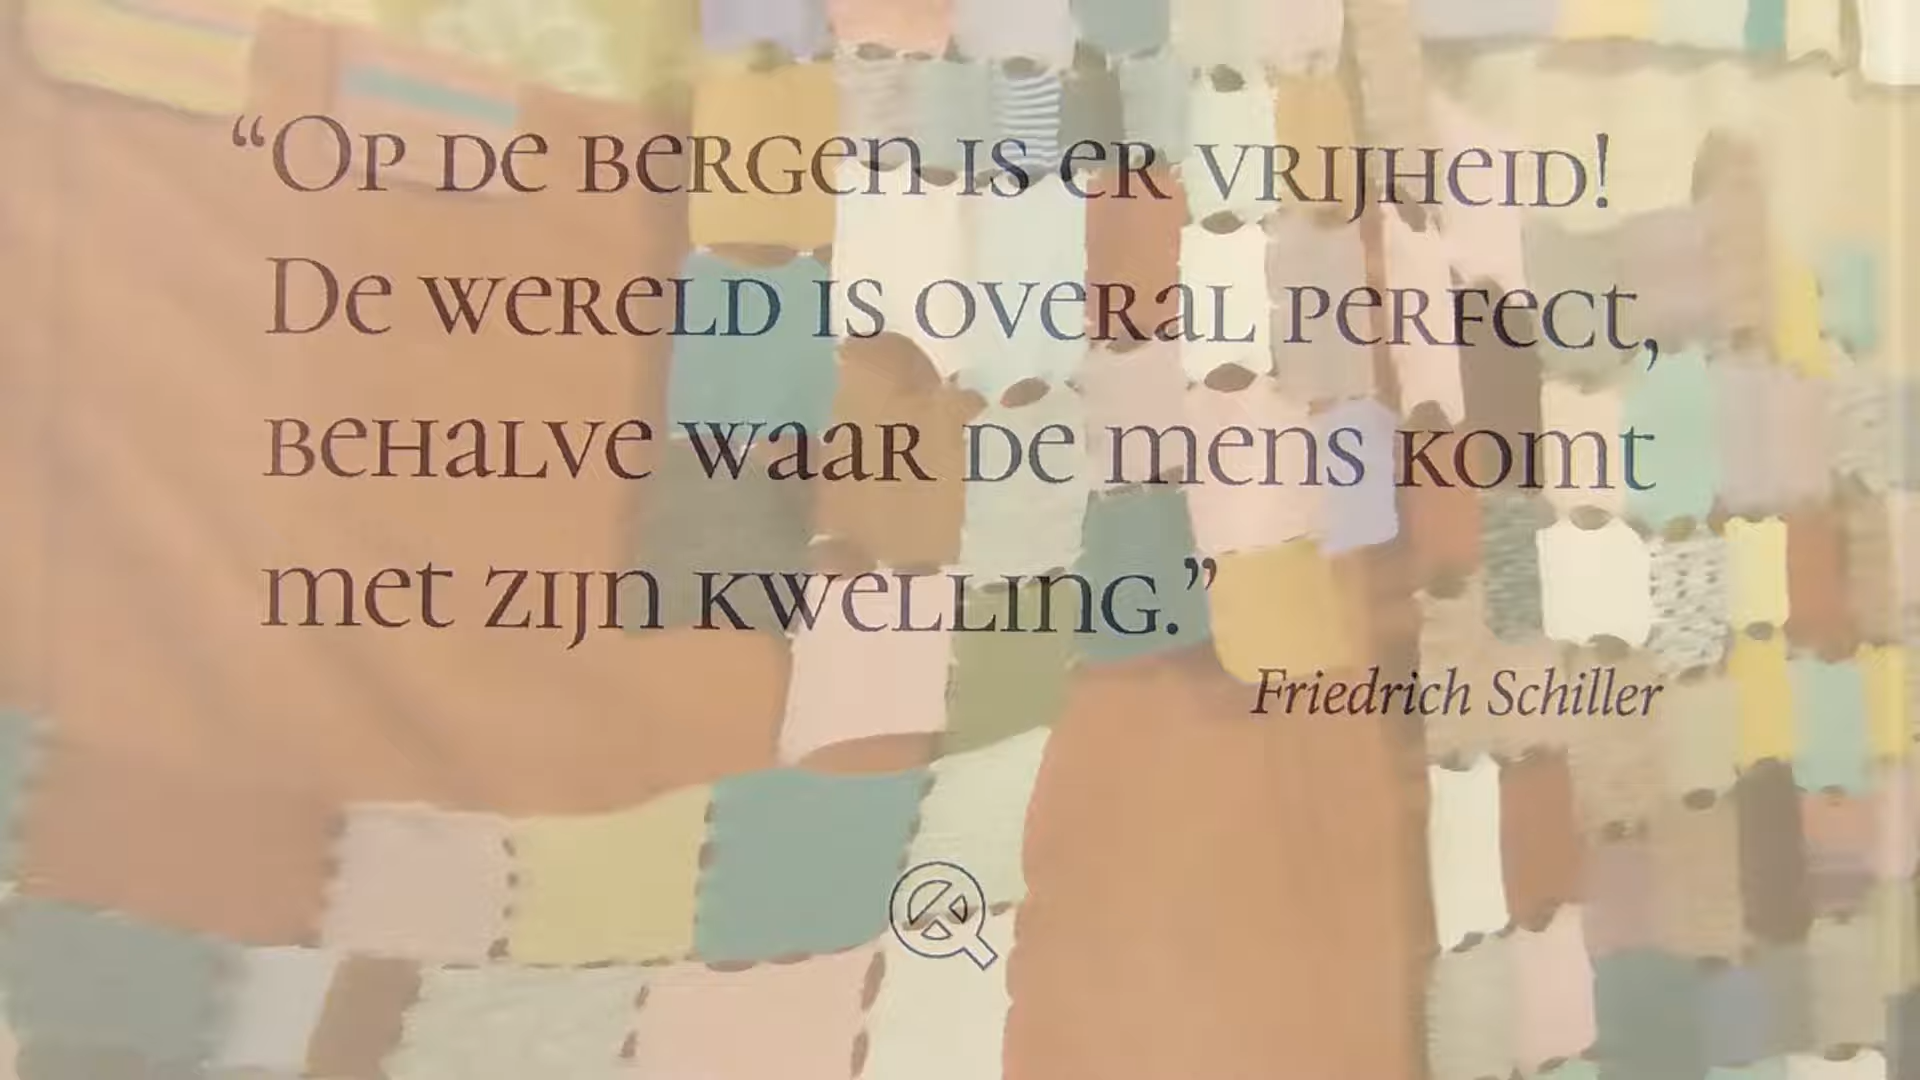 “Op de bergen is er vrijheid!
De wereld is overal perfect,
behalve waar de mens komt
met zijn kwelling.”
Friedrich Schiller